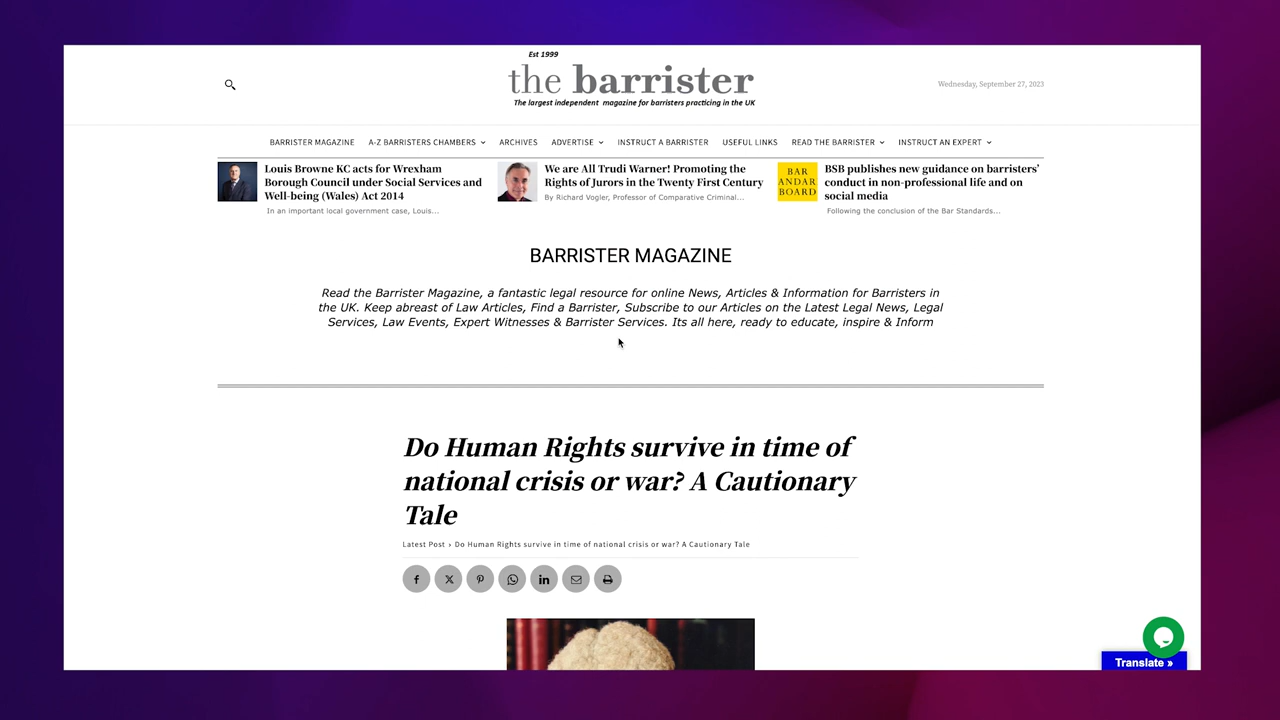 Est 1999
the barrister
The largest independent magazine for barristers practicing in the UK
Wednesday, September 27, 2023
BARRISTER MAGAZINE
A-Z BARRISTERS CHAMBERS
ARCHIVES
ADVERTISE
INSTRUCT A BARRISTER
USEFUL LINKS
READ THE BARRISTER
INSTRUCT AN EXPERT
Louis Browne KC acts for Wrexham
Borough Council under Social Services and
Well-being (Wales) Act 2014
In an important local government case, Louis...
We are All Trudi Warner! Promoting the
Rights of Jurors in the Twenty First Century
By Richard Vogler, Professor of Comparative Criminal...
BAR
ANDAR
BOARD
BSB publishes new guidance on barristers'
conduct in non-professional life and on
social media
Following the conclusion of the Bar Standards...
BARRISTER MAGAZINE
Read the Barrister Magazine, a fantastic legal resource for online News, Articles & Information for Barristers in
the UK. Keep abreast of Law Articles, Find a Barrister, Subscribe to our Articles on the Latest Legal News, Legal
Services, Law Events, Expert Witnesses & Barrister Services. Its all here, ready to educate, inspire & Inform
Do Human Rights survive in time of
national crisis or war? A Cautionary
Tale
Latest Post › Do Human Rights survive in time of national crisis or war? A Cautionary Tale
Translate »